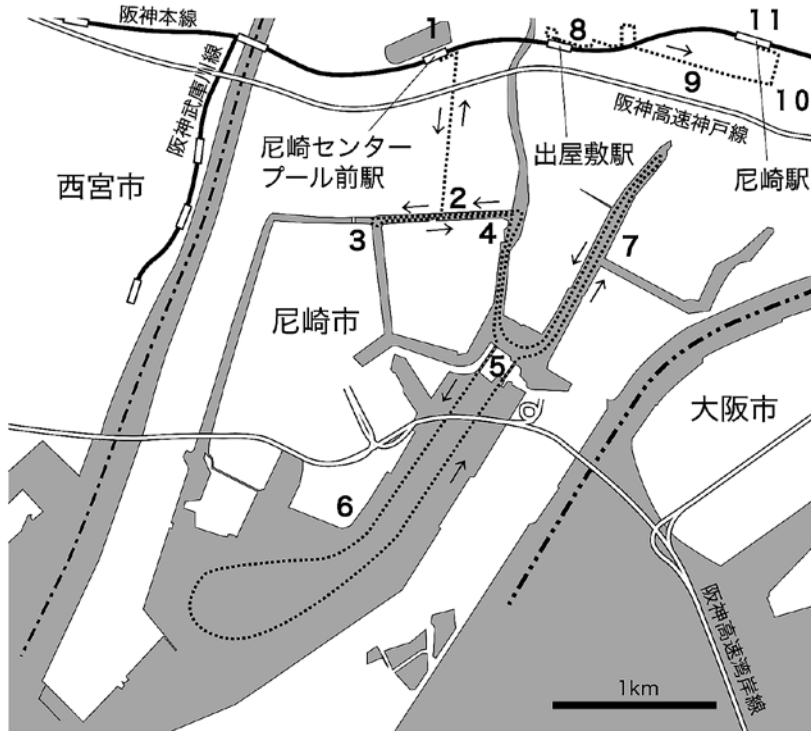 阪神本線
1
8
11
阪神武庫川線
9
10
阪神高速神戸線
尼崎センター
プール前駅
出屋敷駅
尼崎駅
西宮市
2
3
4
7
尼崎市
5
大阪市
6
阪神高速湾岸線
1km